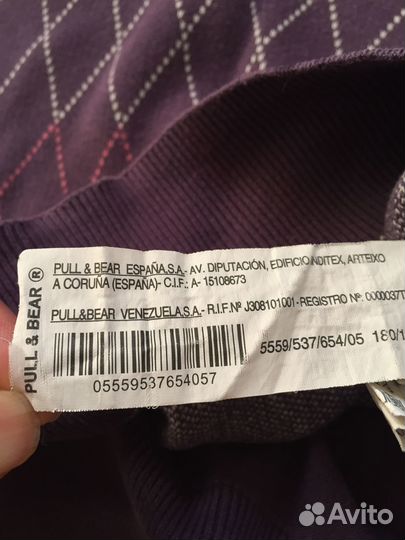 PULL & BEAR ®
PULL & BEAR ESPAÑA,S.A.- AV. DIPUTACIÓN, EDIFICIO INDITEX, ARTEIXO
A CORUÑA (ESPAÑA)- C.I.F.: A- 15108673
PULL&BEAR VENEZUELA,S.A.- R.I.F.Nº J308101001-REGISTRO Nº.
5559/537/654/05
05559537654057
Avito